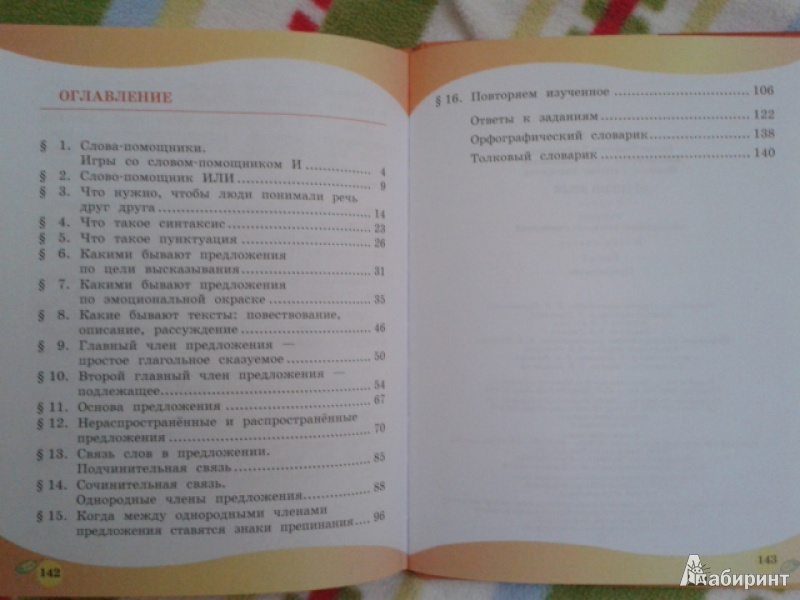 ОГЛАВЛЕНИЕ
§ 1. Слова-помощники.
Игры со словом-помощником И ........ 4
§ 2. Слово-помощник ИЛИ ........ 9
§ 3. Что нужно, чтобы люди понимали речь
друг друга ........ 14
§ 4. Что такое синтаксис ........ 23
§ 5. Что такое пунктуация ........ 26
§ 6. Какими бывают предложения
по цели высказывания ........ 31
§ 7. Какими бывают предложения
по эмоциональной окраске ........ 35
§ 8. Какие бывают тексты: повествование,
описание, рассуждение ........ 46
§ 9. Главный член предложения —
простое глагольное сказуемое ........ 50
§ 10. Второй главный член предложения —
подлежащее ........ 54
§ 11. Основа предложения ........ 67
§ 12. Нераспространённые и распространённые
предложения ........ 70
§ 13. Связь слов в предложении.
Подчинительная связь ........ 85
§ 14. Сочинительная связь.
Однородные члены предложения ........ 88
§ 15. Когда между однородными членами
предложения ставятся знаки препинания ........ 96
142
§ 16. Повторяем изученное ........ 106
Ответы к заданиям ........ 122
Орфографический словарик ........ 138
Толковый словарик ........ 140
143
Лабиринт